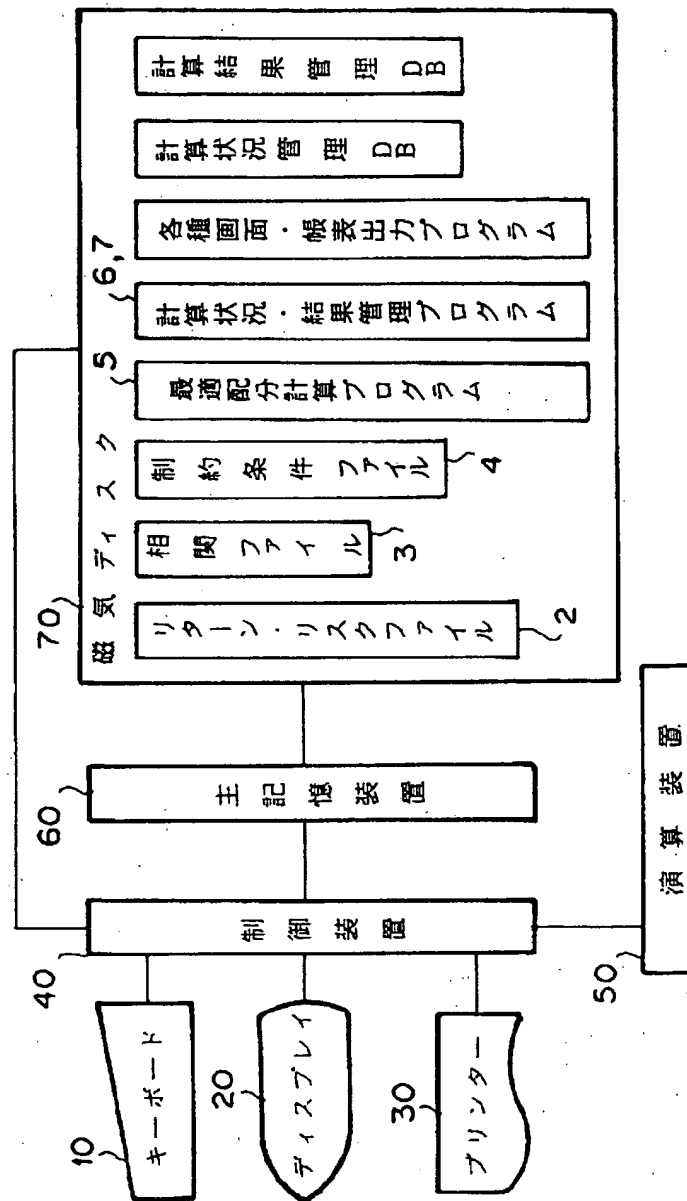 10
キーボード
20
ディスプレイ
30
プリンター
40
制御装置
50
演算装置
60
主記憶装置
70
磁気ディスク
リターン・リスクファイル
2
相関ファイル
3
制約条件ファイル
4
5
最適配分計算プログラム
6,7
計算状況・結果管理プログラム
各種画面・帳表出力プログラム
計算状況管理DB
計算結果管理DB